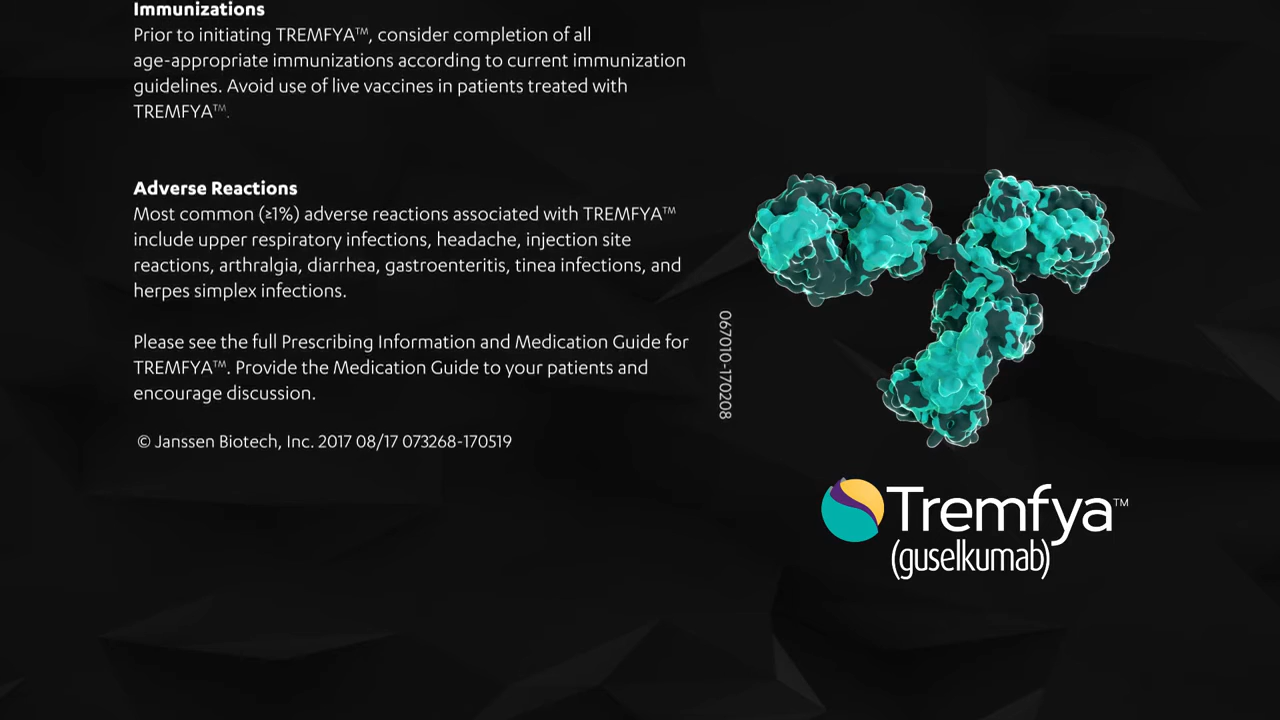 Immunizations
Prior to initiating TREMFYA™, consider completion of all
age-appropriate immunizations according to current immunization
guidelines. Avoid use of live vaccines in patients treated with
TREMFYA™.
Adverse Reactions
Most common (≥1%) adverse reactions associated with TREMFYA™
include upper respiratory infections, headache, injection site
reactions, arthralgia, diarrhea, gastroenteritis, tinea infections, and
herpes simplex infections.
Please see the full Prescribing Information and Medication Guide for
TREMFYA™. Provide the Medication Guide to your patients and
encourage discussion.
© Janssen Biotech, Inc. 2017 08/17 073268-170519
067010-170208
Tremfya™
(guselkumab)